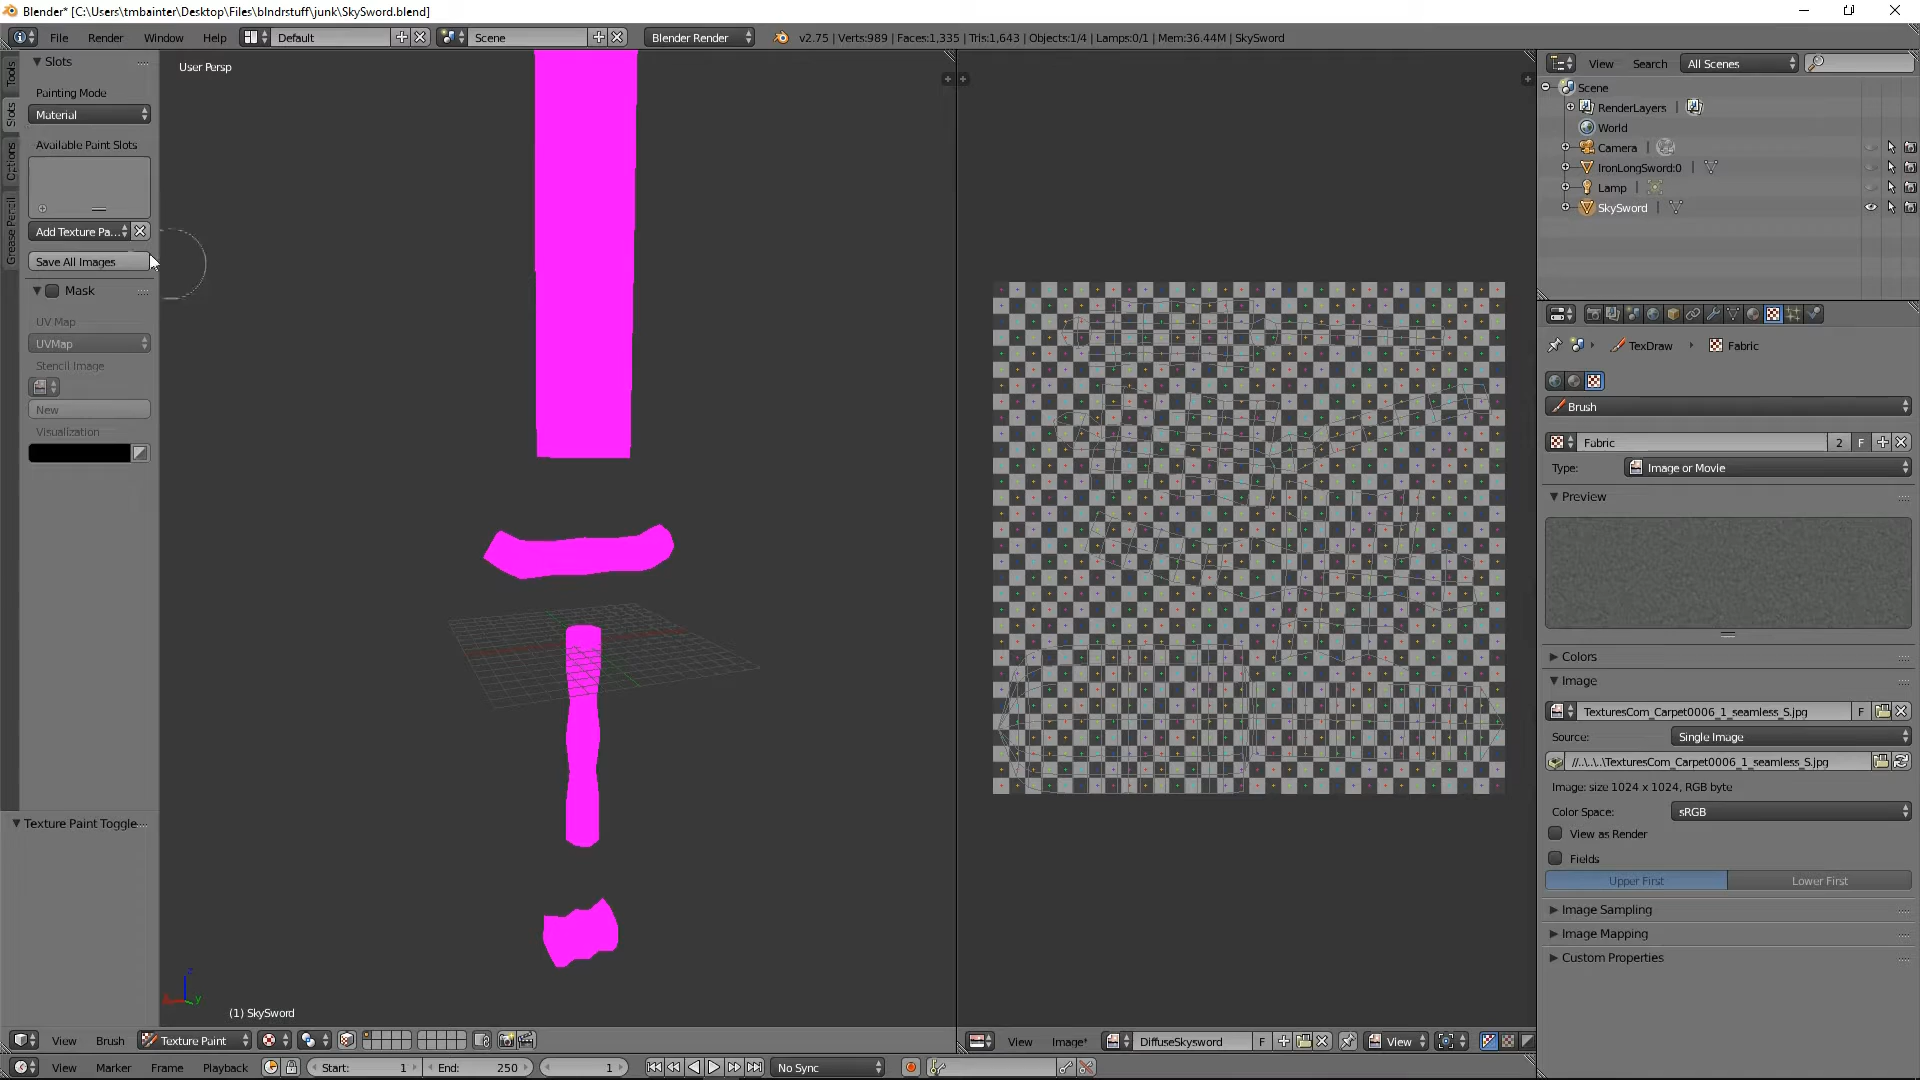 Blender* [C:\Users\tmbainter\Desktop\Files\blndrstuff\junk\SkySword.blend]
File Render Window Help Default Scene Blender Render v2.75 | Verts:989 | Faces:1,335 | Tris:1,643 | Objects:1/4 | Lamps:0/1 | Mem:36.44M | SkySword
Tools
Slots
Options
Grease Pencil
Slots
Painting Mode
Material
Available Paint Slots
Add Texture Pa...
Save All Images
Mask
UV Map
UVMap
Stencil Image
New
Visualization
Texture Paint Toggle
User Persp
(1) SkySword
View Brush Texture Paint
View Image* DiffuseSkysword F View
View Marker Frame Playback Start: 1 End: 250 1 No Sync
View Search All Scenes
Scene
RenderLayers
World
Camera
IronLongSword:0
Lamp
SkySword
TexDraw Fabric
Brush
Fabric 2 F
Type: Image or Movie
Preview
Colors
Image
TexturesCom_Carpet0006_1_seamless_S.jpg F
Source: Single Image
//..\..\..\TexturesCom_Carpet0006_1_seamless_S.jpg
Image: size 1024 x 1024, RGB byte
Color Space: sRGB
View as Render
Fields
Upper First Lower First
Image Sampling
Image Mapping
Custom Properties